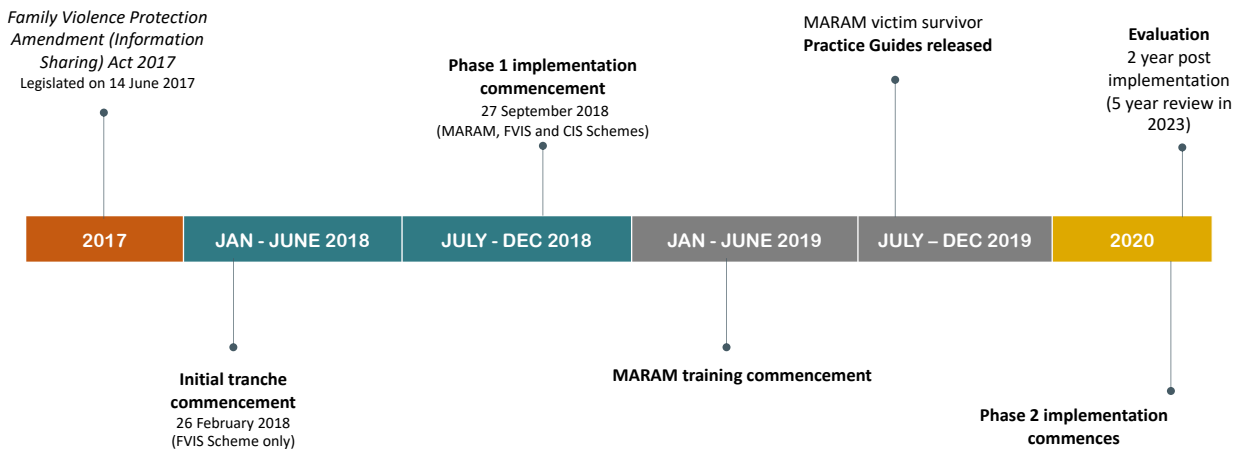 Family Violence Protection
Amendment (Information
Sharing) Act 2017
Legislated on 14 June 2017
Phase 1 implementation
commencement
27 September 2018
(MARAM, FVIS and CIS Schemes)
MARAM victim survivor
Practice Guides released
Evaluation
2 year post
implementation
(5 year review in
2023)
2017
JAN - JUNE 2018
JULY - DEC 2018
JAN - JUNE 2019
JULY – DEC 2019
2020
Initial tranche
commencement
26 February 2018
(FVIS Scheme only)
MARAM training commencement
Phase 2 implementation
commences